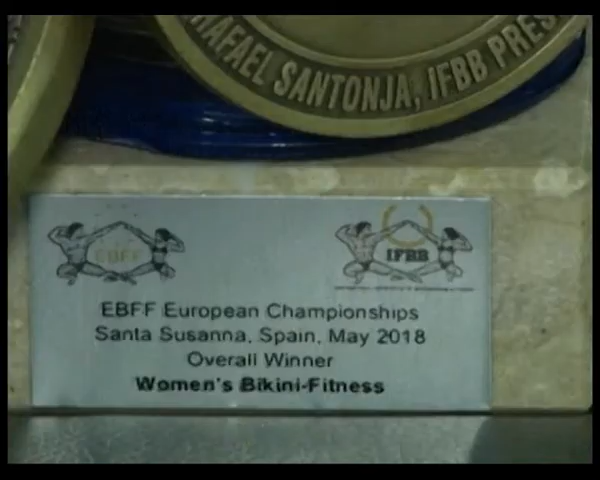 RAFAEL SANTONJA, IFBB PRES
EBFF
IFBB
EBFF European Championships
Santa Susanna, Spain, May 2018
Overall Winner
Women's Bikini-Fitness